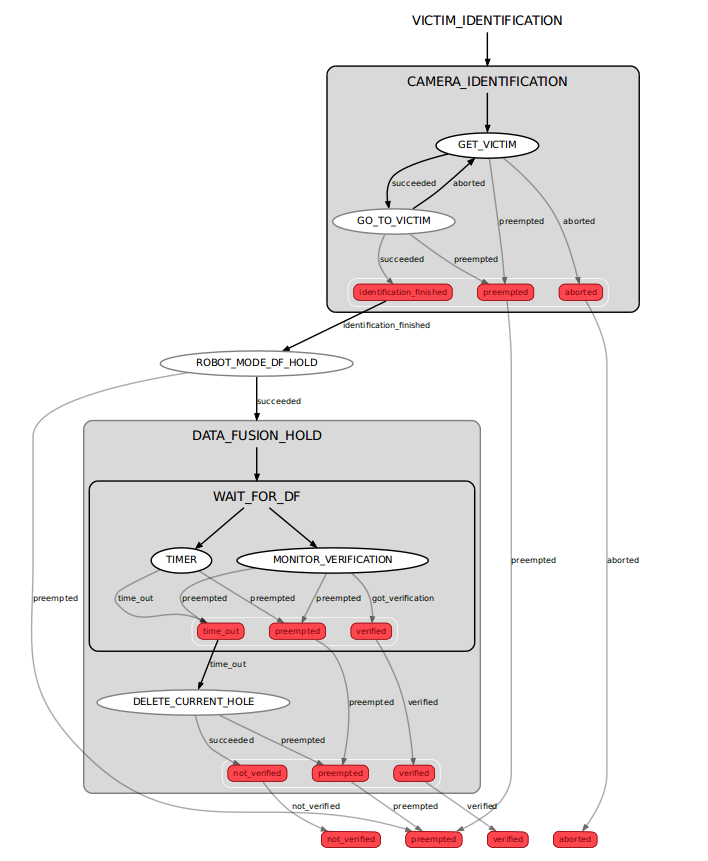 VICTIM_IDENTIFICATION
CAMERA_IDENTIFICATION
GET_VICTIM
succeeded
aborted
GO_TO_VICTIM
preempted
aborted
succeeded
preempted
identification_finished
preempted
aborted
identification_finished
ROBOT_MODE_DF_HOLD
succeeded
DATA_FUSION_HOLD
WAIT_FOR_DF
TIMER
MONITOR_VERIFICATION
preempted
aborted
preempted
time_out
preempted
preempted
preempted
got_verification
time_out
preempted
verified
time_out
DELETE_CURRENT_HOLE
preempted
verified
succeeded
preempted
not_verified
preempted
verified
not_verified
preempted
verified
not_verified
preempted
verified
aborted